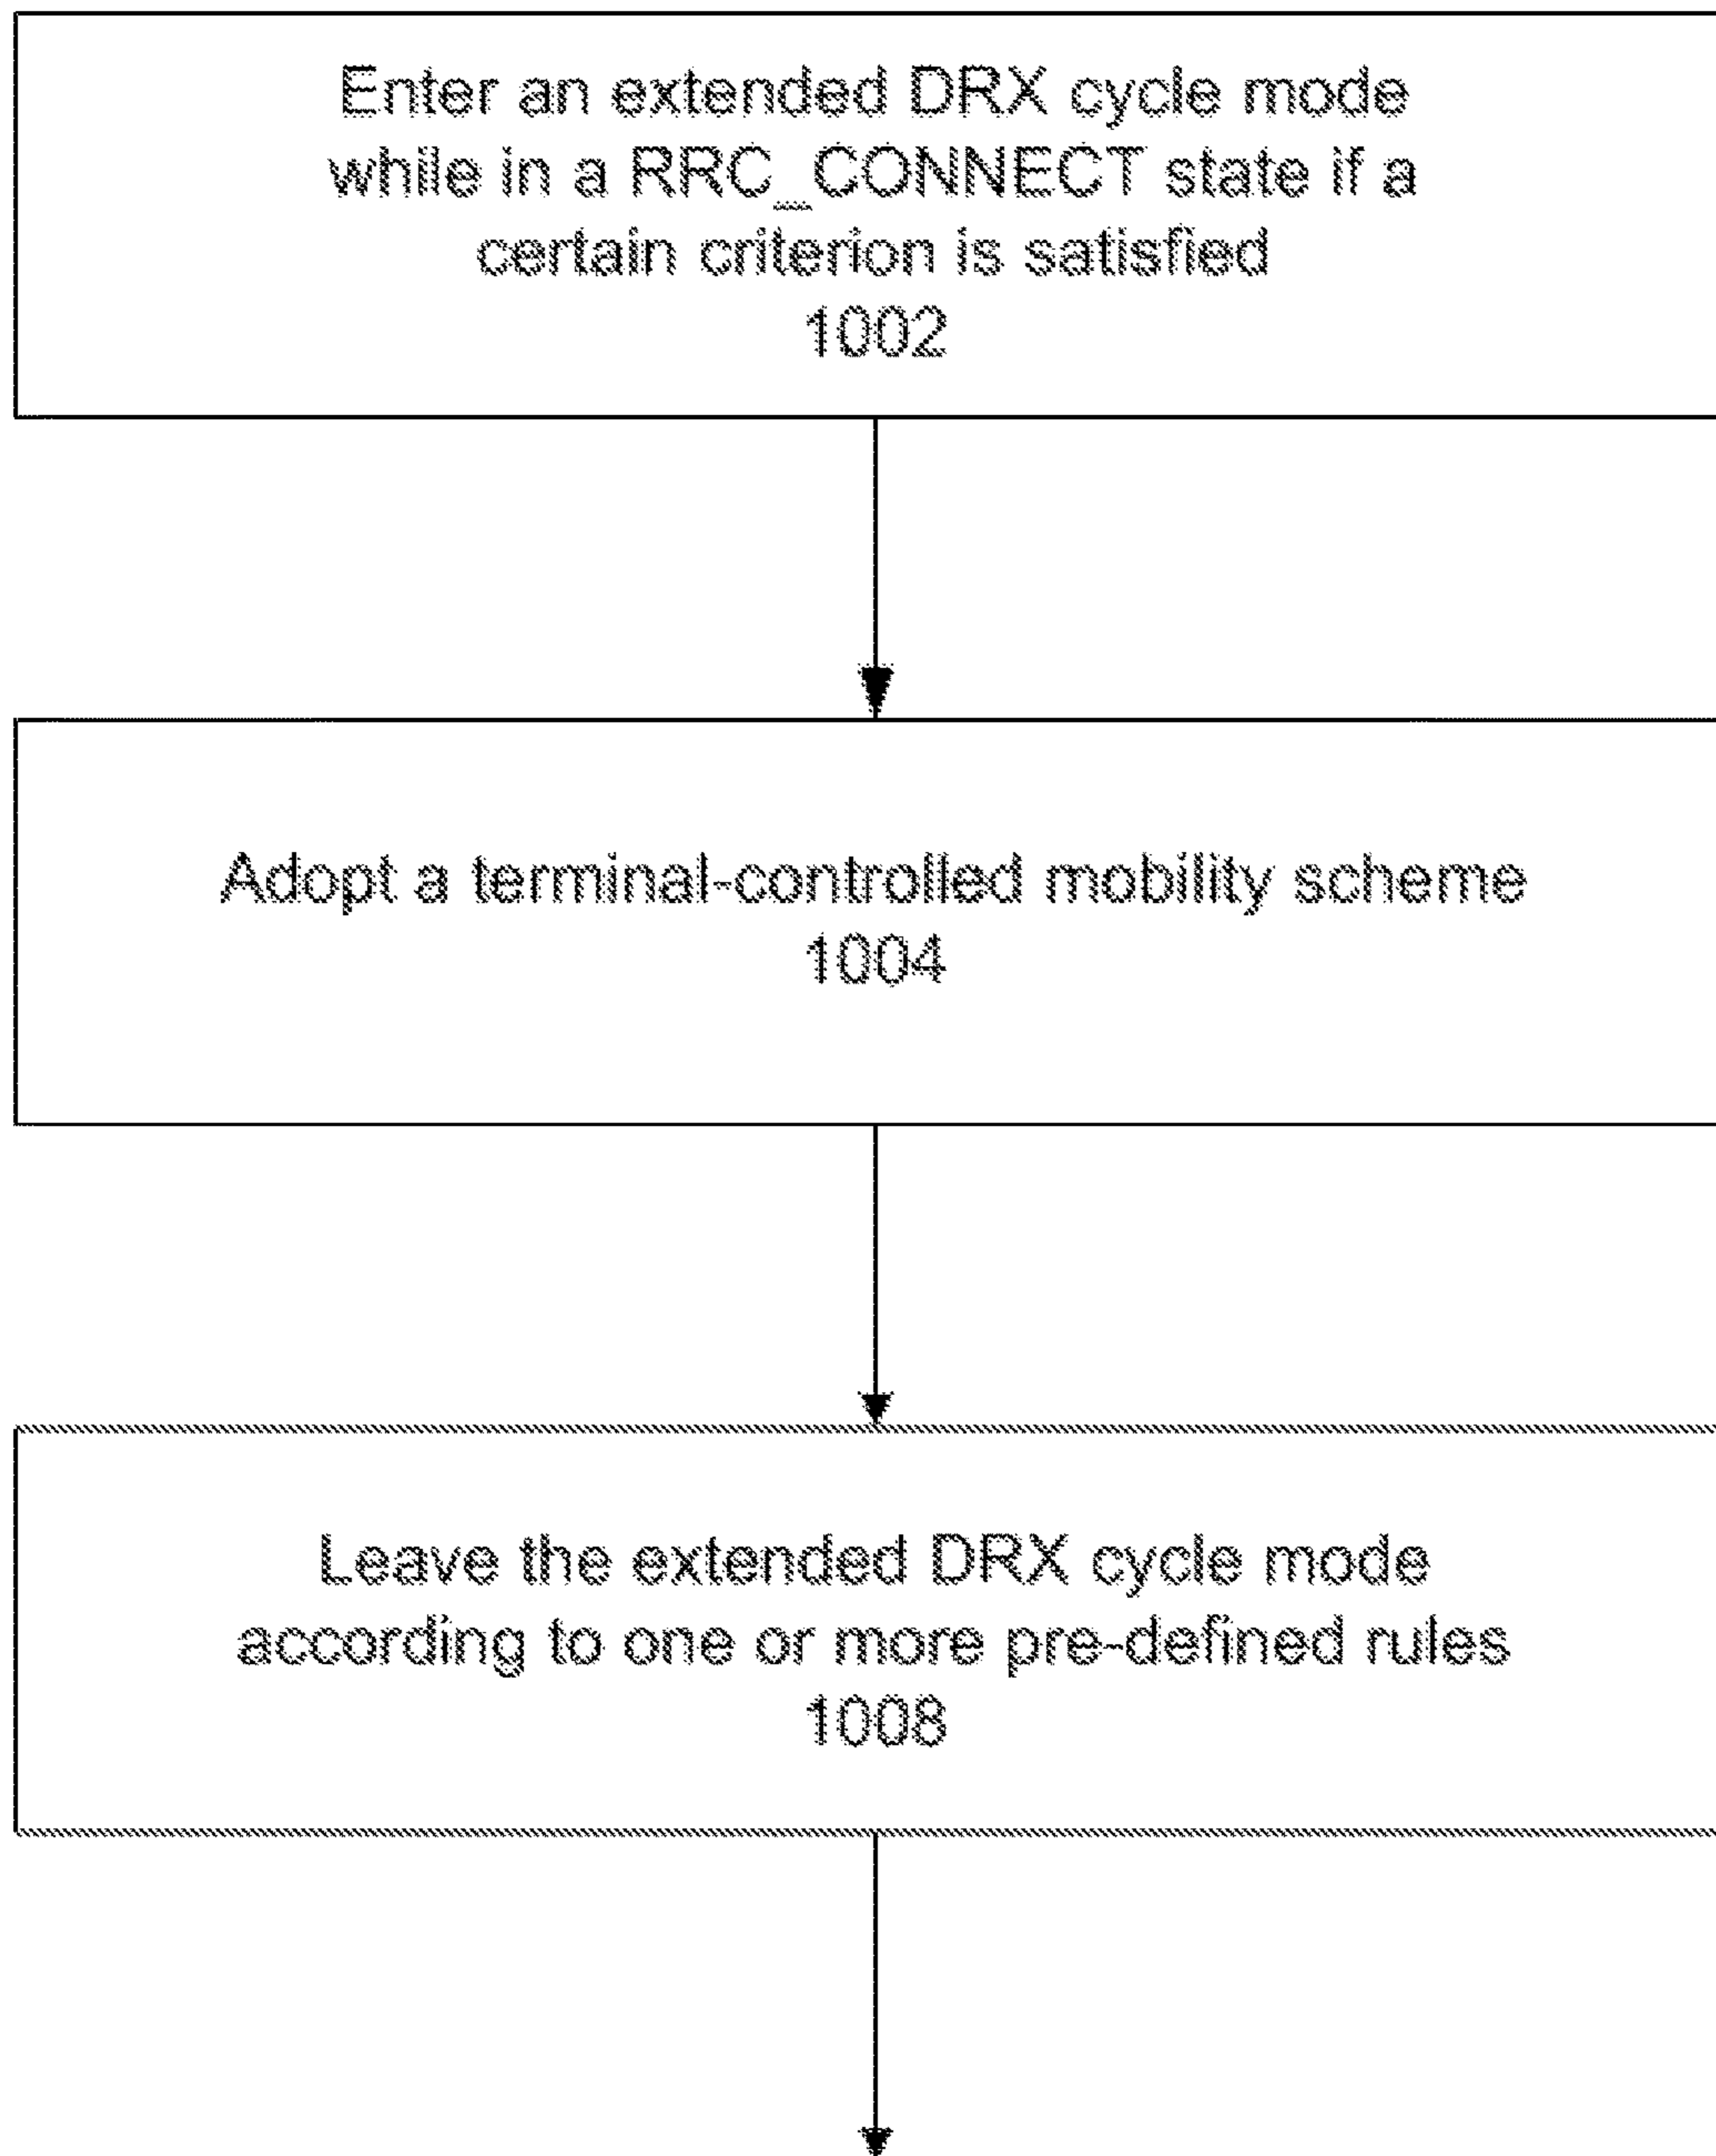 Enter an extended DRX cycle mode
while in a RRC_CONNECT state if a
certain criterion is satisfied
1002
Adopt a terminal-controlled mobility scheme
1004
Leave the extended DRX cycle mode
according to one or more pre-defined rules
1008